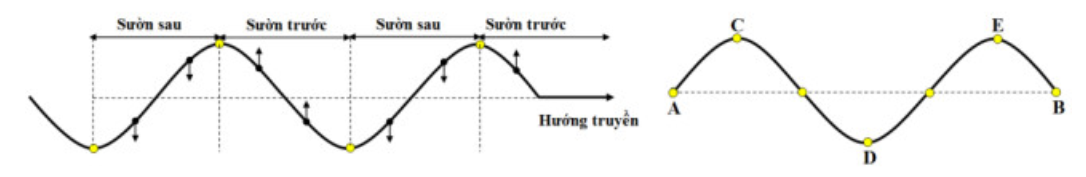 Sườn sau Sườn trước Sườn sau Sườn trước
Hướng truyền
C E
A B
D